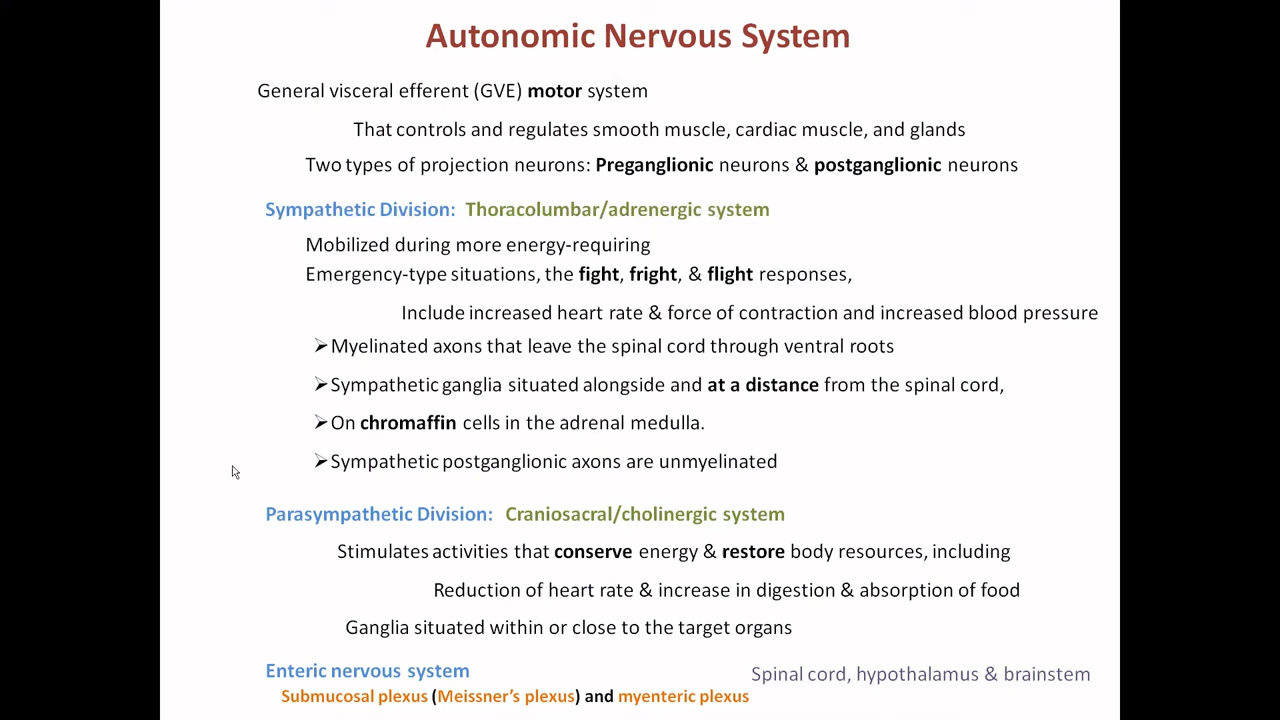 Autonomic Nervous System
General visceral efferent (GVE) motor system
That controls and regulates smooth muscle, cardiac muscle, and glands
Two types of projection neurons: Preganglionic neurons & postganglionic neurons
Sympathetic Division: Thoracolumbar/adrenergic system
Mobilized during more energy-requiring
Emergency-type situations, the fight, fright, & flight responses,
Include increased heart rate & force of contraction and increased blood pressure
➢Myelinated axons that leave the spinal cord through ventral roots
➢Sympathetic ganglia situated alongside and at a distance from the spinal cord,
➢On chromaffin cells in the adrenal medulla.
➢Sympathetic postganglionic axons are unmyelinated
Parasympathetic Division: Craniosacral/cholinergic system
Stimulates activities that conserve energy & restore body resources, including
Reduction of heart rate & increase in digestion & absorption of food
Ganglia situated within or close to the target organs
Enteric nervous system
Spinal cord, hypothalamus & brainstem
Submucosal plexus (Meissner's plexus) and myenteric plexus